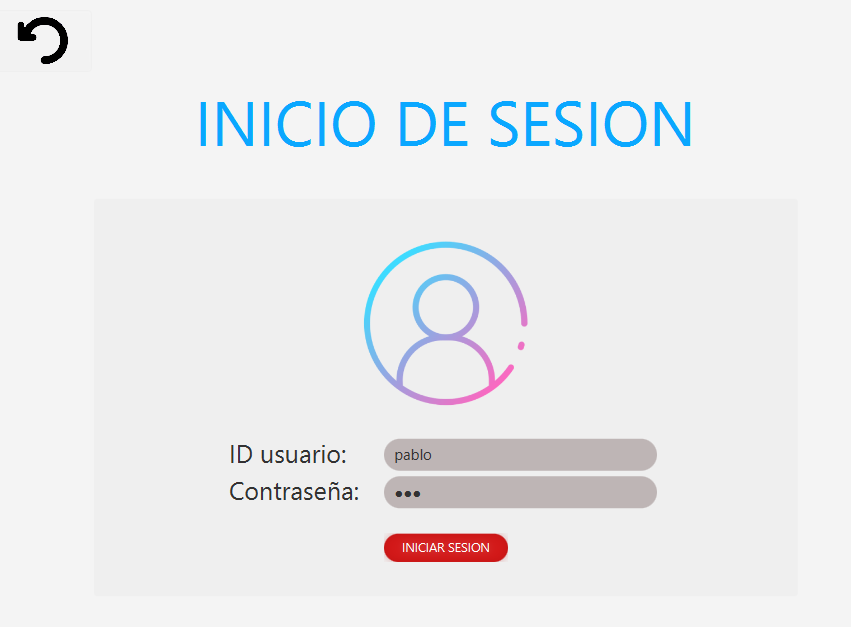 INICIO DE SESION
ID usuario: pablo
Contraseña: •••
INICIAR SESION